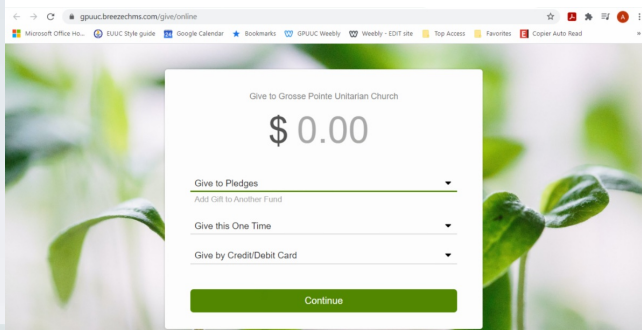 gpuuc.breezechms.com/give/online
Microsoft Office Ho... EUUC Style guide Google Calendar Bookmarks GPUUC Weebly Weebly - EDIT site Top Access Favorites Copier Auto Read »
Give to Grosse Pointe Unitarian Church
$ 0.00
Give to Pledges
Add Gift to Another Fund
Give this One Time
Give by Credit/Debit Card
Continue